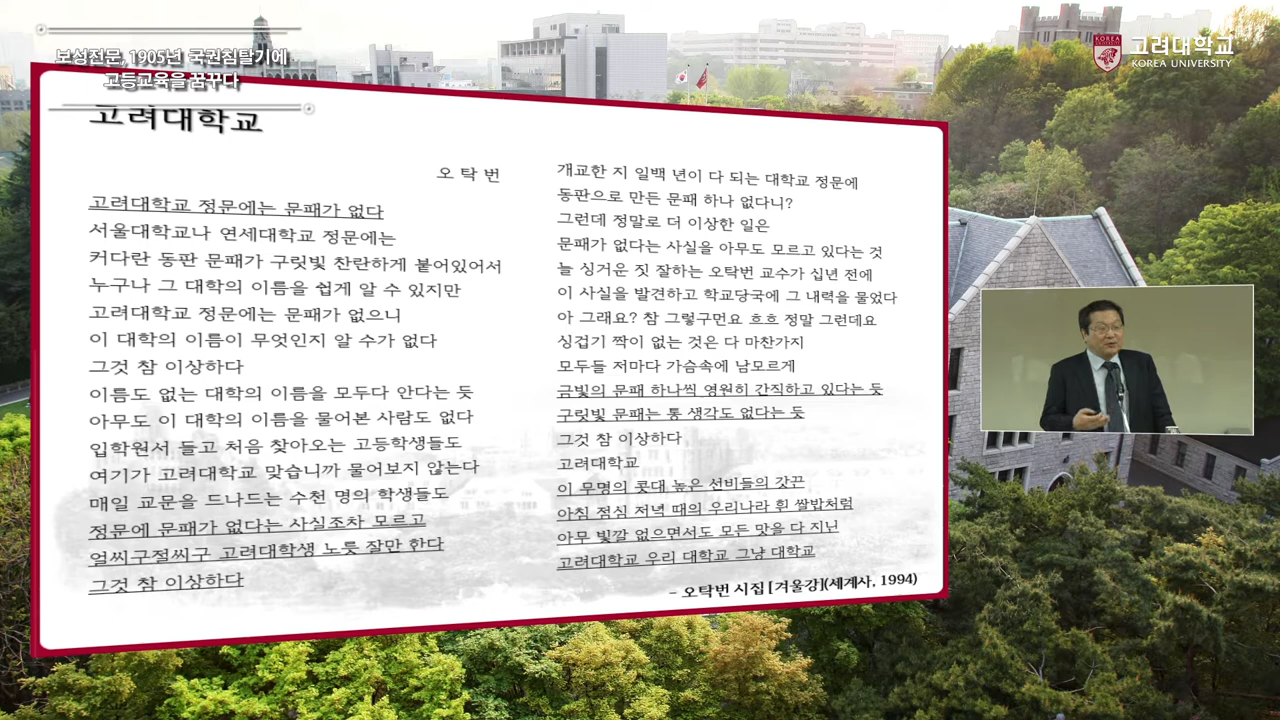 보성전문, 1905년 국권침탈기에
고등교육을 꿈꾸다
고려대학교
KOREA UNIVERSITY
고려대학교
오 탁 번
고려대학교 정문에는 문패가 없다
서울대학교나 연세대학교 정문에는
커다란 동판 문패가 구릿빛 찬란하게 붙어있어서
누구나 그 대학의 이름을 쉽게 알 수 있지만
고려대학교 정문에는 문패가 없으니
이 대학의 이름이 무엇인지 알 수가 없다
그것 참 이상하다
이름도 없는 대학의 이름을 모두다 안다는 듯
아무도 이 대학의 이름을 물어본 사람도 없다
입학원서 들고 처음 찾아오는 고등학생들도
여기가 고려대학교 맞습니까 물어보지 않는다
매일 교문을 드나드는 수천 명의 학생들도
정문에 문패가 없다는 사실조차 모르고
얼씨구절씨구 고려대학생 노릇 잘만 한다
그것 참 이상하다
개교한 지 일백 년이 다 되는 대학교 정문에
동판으로 만든 문패 하나 없다니?
그런데 정말로 더 이상한 일은
문패가 없다는 사실을 아무도 모르고 있다는 것
늘 싱거운 짓 잘하는 오탁번 교수가 십년 전에
이 사실을 발견하고 학교당국에 그 내력을 물었다
아 그래요? 참 그렇구먼요 흐흐 정말 그런데요
싱겁기 짝이 없는 것은 다 마찬가지
모두들 저마다 가슴속에 남모르게
금빛의 문패 하나씩 영원히 간직하고 있다는 듯
구릿빛 문패는 통 생각도 없다는 듯
그것 참 이상하다
고려대학교
이 무명의 콧대 높은 선비들의 갓끈
아침 점심 저녁 때의 우리나라 흰 쌀밥처럼
아무 빛깔 없으면서도 모든 맛을 다 지닌
고려대학교 우리 대학교 그냥 대학교
- 오탁번 시집 [겨울강](세계사, 1994)